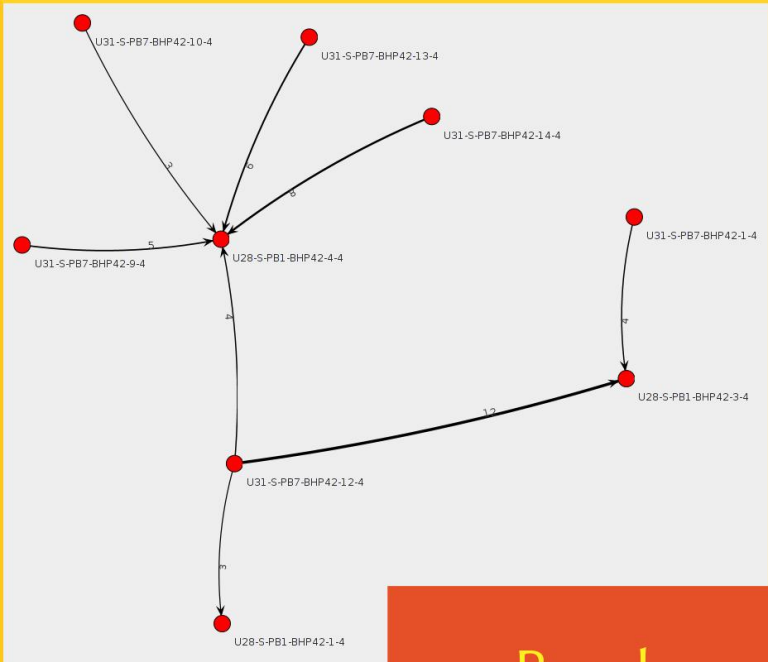 U31-S-PB7-BHP42-10-4
U31-S-PB7-BHP42-13-4
U31-S-PB7-BHP42-14-4
3
U31-S-PB7-BHP42-1-4
5
U31-S-PB7-BHP42-9-4
U28-S-PB1-BHP42-4-4
4
4
U28-S-PB1-BHP42-3-4
12
U31-S-PB7-BHP42-12-4
3
U28-S-PB1-BHP42-1-4